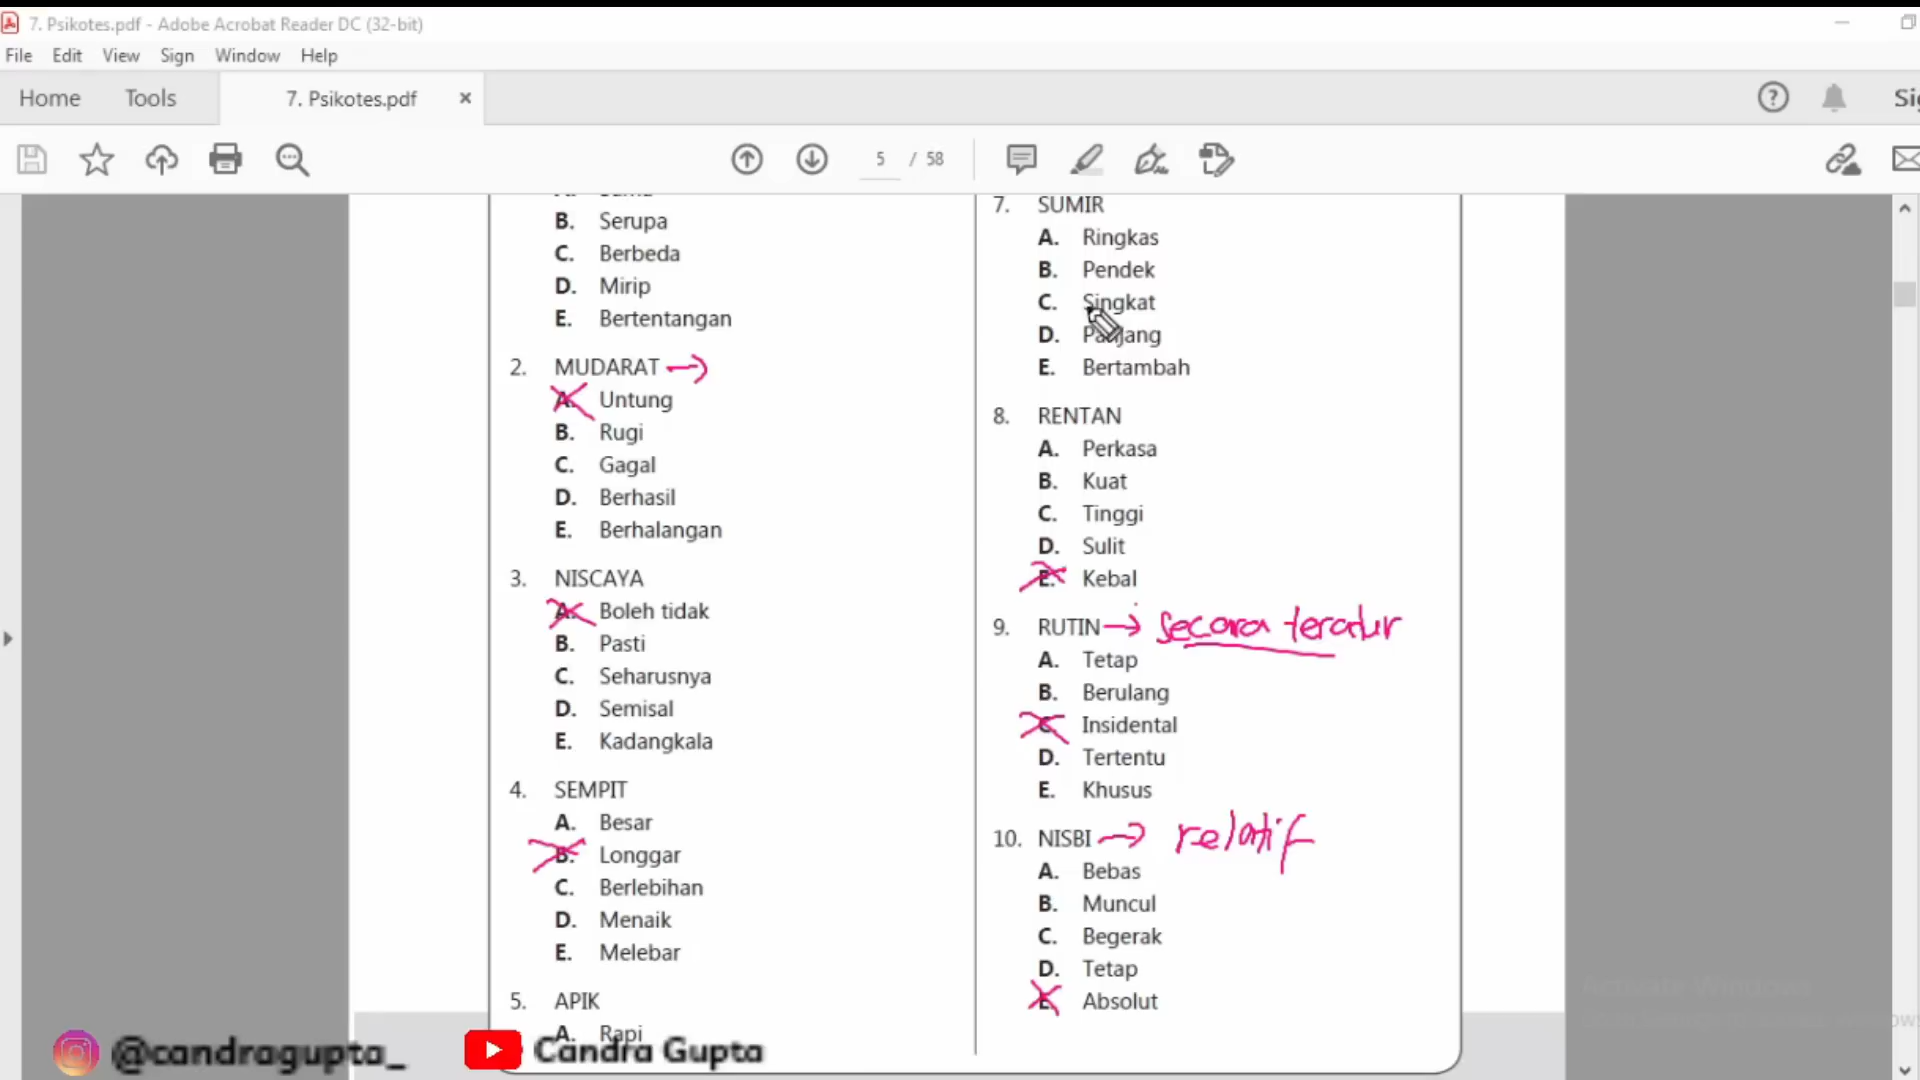 7. Psikotes.pdf - Adobe Acrobat Reader DC (32-bit)
File Edit View Sign Window Help
Home Tools 7. Psikotes.pdf
5 / 58
B. Serupa
C. Berbeda
D. Mirip
E. Bertentangan
2. MUDARAT
A. Untung
B. Rugi
C. Gagal
D. Berhasil
E. Berhalangan
3. NISCAYA
A. Boleh tidak
B. Pasti
C. Seharusnya
D. Semisal
E. Kadangkala
4. SEMPIT
A. Besar
B. Longgar
C. Berlebihan
D. Menaik
E. Melebar
5. APIK
A. Rapi
7. SUMIR
A. Ringkas
B. Pendek
C. Singkat
D. Panjang
E. Bertambah
8. RENTAN
A. Perkasa
B. Kuat
C. Tinggi
D. Sulit
E. Kebal
9. RUTIN → secara teratur
A. Tetap
B. Berulang
C. Insidental
D. Tertentu
E. Khusus
10. NISBI → relatif
A. Bebas
B. Muncul
C. Begerak
D. Tetap
E. Absolut
Activate Windows
@candragupta_ Candra Gupta